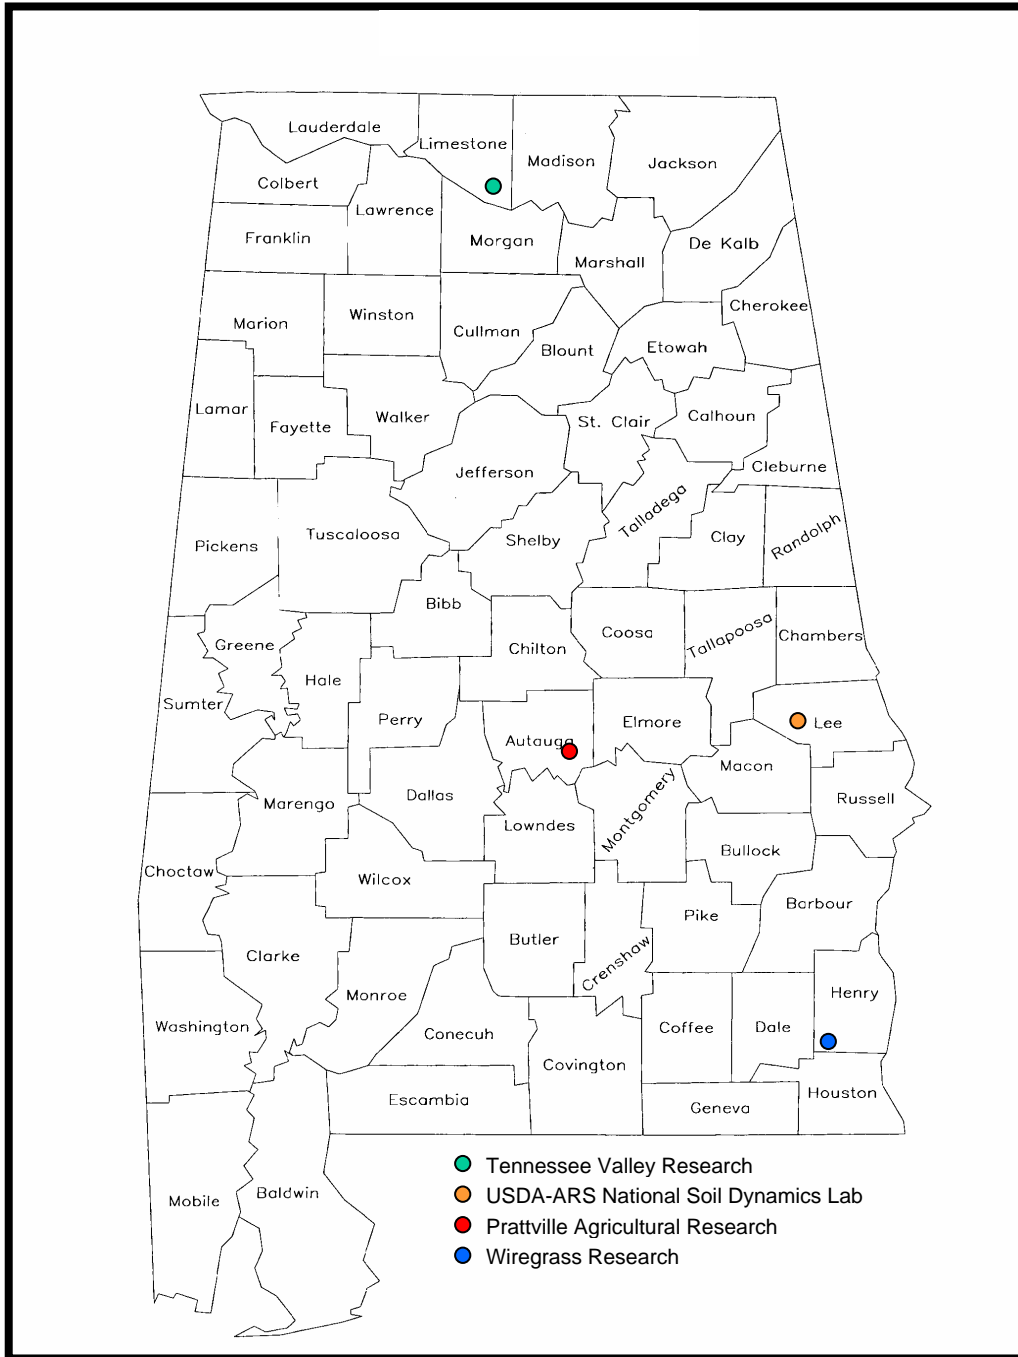 Lauderdale
Limestone
Madison
Jackson
Colbert
Lawrence
Franklin
Morgan
De Kalb
Marshall
Cherokee
Marion
Winston
Cullman
Blount
Etowah
Lamar
Fayette
Walker
St. Clair
Calhoun
Cleburne
Jefferson
Talladega
Pickens
Tuscaloosa
Shelby
Clay
Randolph
Bibb
Greene
Chilton
Coosa
Tallapoosa
Chambers
Hale
Sumter
Perry
Autauga
Elmore
Lee
Macon
Marengo
Dallas
Lowndes
Montgomery
Russell
Choctaw
Wilcox
Bullock
Barbour
Pike
Butler
Crenshaw
Clarke
Monroe
Henry
Washington
Conecuh
Coffee
Dale
Covington
Escambia
Geneva
Houston
Mobile
Baldwin
Tennessee Valley Research
USDA-ARS National Soil Dynamics Lab
Prattville Agricultural Research
Wiregrass Research